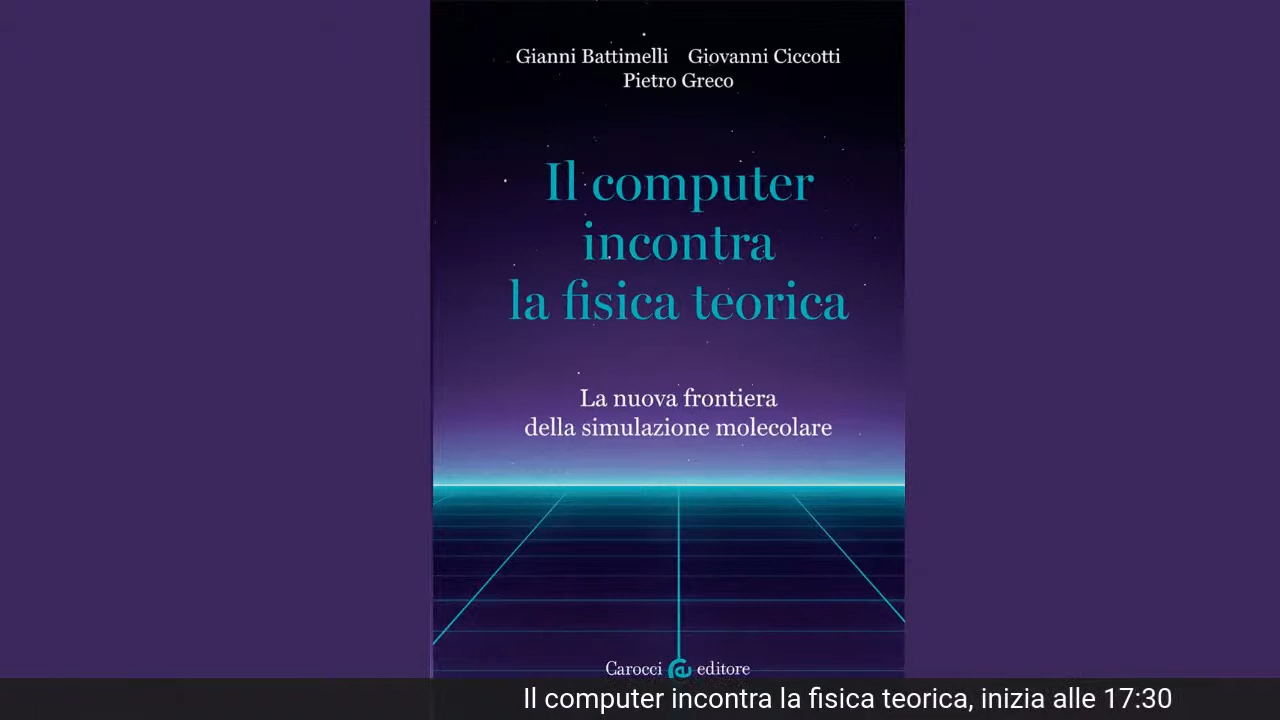 Gianni Battimelli Giovanni Ciccotti
Pietro Greco
Il computer
incontra
la fisica teorica
La nuova frontiera
della simulazione molecolare
Carocci editore
Il computer incontra la fisica teorica, inizia alle 17:30